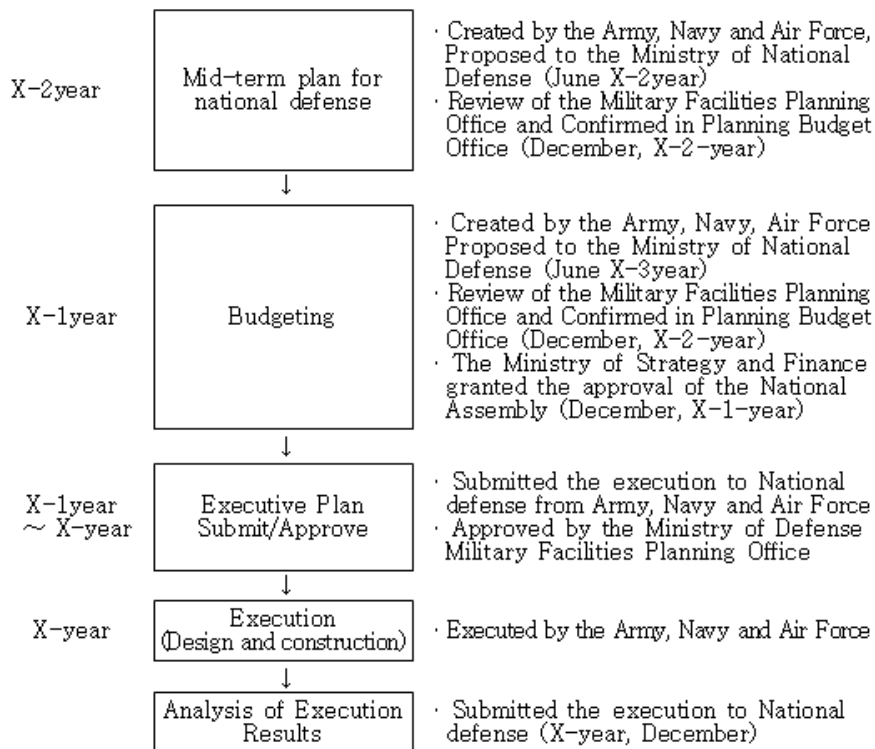 X-2year
Mid-term plan for
national defense
· Created by the Army, Navy and Air Force,
Proposed to the Ministry of National
Defense (June X-2year)
· Review of the Military Facilities Planning
Office and Confirmed in Planning Budget
Office (December, X-2-year)
↓
X-1year
Budgeting
· Created by the Army, Navy, Air Force
Proposed to the Ministry of National
Defense (June X-3year)
· Review of the Military Facilities Planning
Office and Confirmed in Planning Budget
Office (December, X-2-year)
· The Ministry of Strategy and Finance
granted the approval of the National
Assembly (December, X-1-year)
↓
X-1year
~ X-year
Executive Plan
Submit/Approve
· Submitted the execution to National
defense from Army, Navy and Air Force
· Approved by the Ministry of Defense
Military Facilities Planning Office
↓
X-year
Execution
(Design and construction)
· Executed by the Army, Navy and Air Force
↓
Analysis of Execution
Results
· Submitted the execution to National
defense (X-year, December)